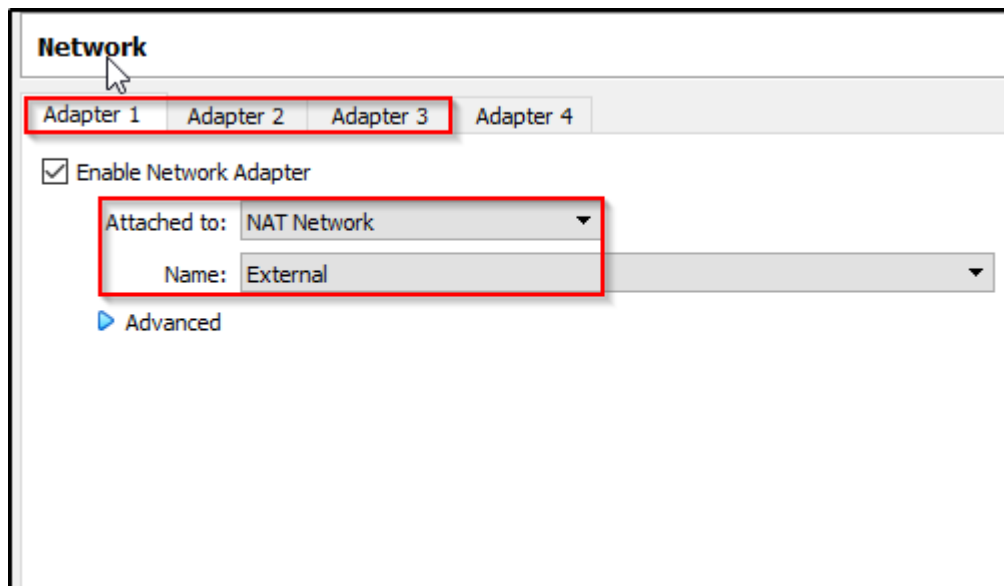 Network
Adapter 1 Adapter 2 Adapter 3 Adapter 4
Enable Network Adapter
Attached to: NAT Network
Name: External
Advanced